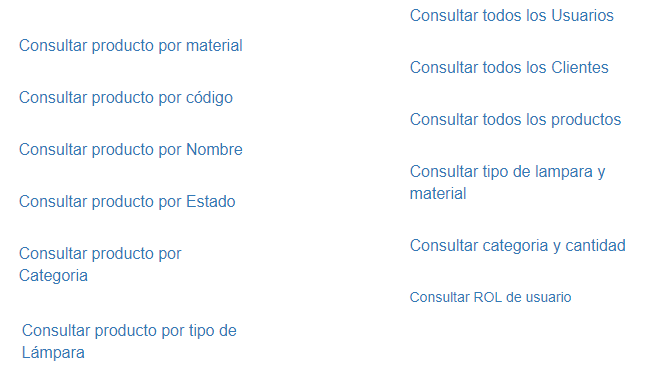 Consultar producto por material
Consultar producto por código
Consultar producto por Nombre
Consultar producto por Estado
Consultar producto por
Categoria
Consultar producto por tipo de
Lámpara
Consultar todos los Usuarios
Consultar todos los Clientes
Consultar todos los productos
Consultar tipo de lampara y
material
Consultar categoria y cantidad
Consultar ROL de usuario